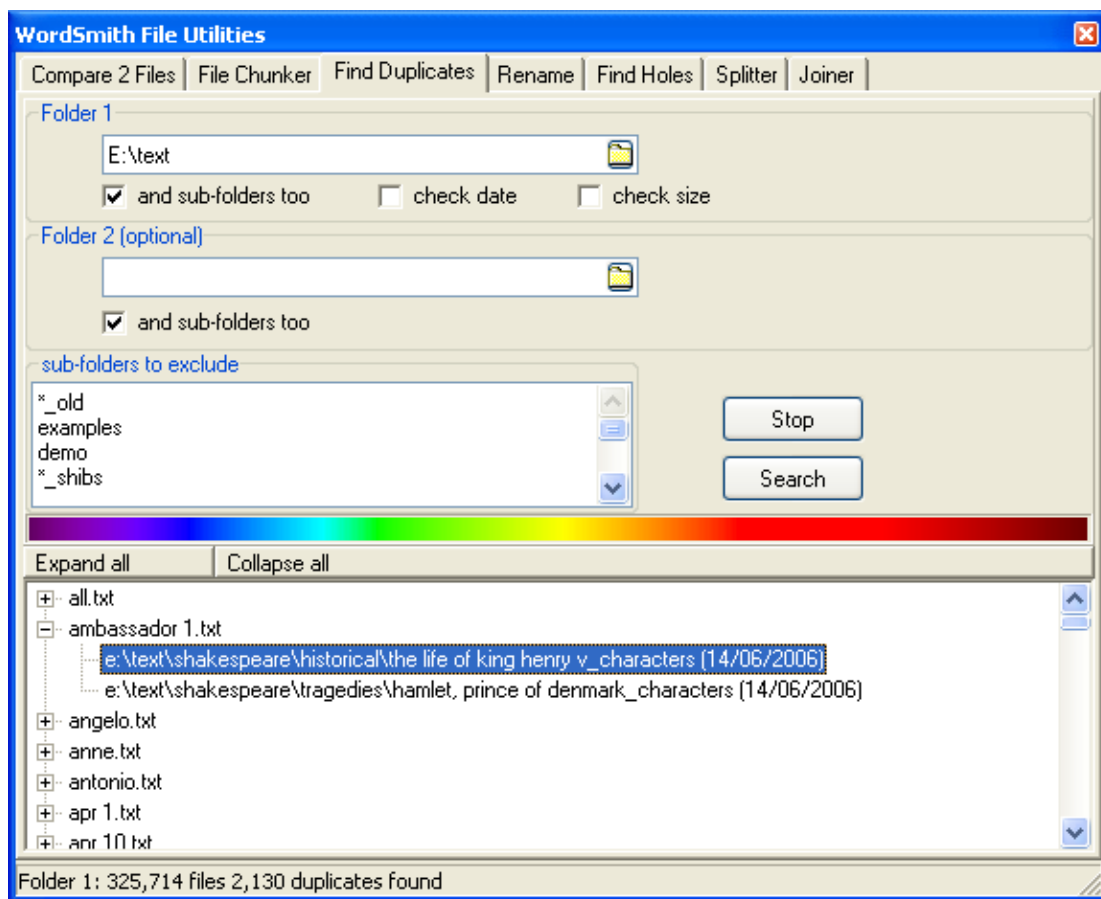 WordSmith File Utilities
Compare 2 Files File Chunker Find Duplicates Rename Find Holes Splitter Joiner
Folder 1
E:\text
and sub-folders too check date check size
Folder 2 (optional)
and sub-folders too
sub-folders to exclude
*_old
examples
demo
*_shibs
Stop
Search
Expand all Collapse all
all.txt
ambassador 1.txt
e:\text\shakespeare\historical\the life of king henry v_characters (14/06/2006)
e:\text\shakespeare\tragedies\hamlet, prince of denmark_characters (14/06/2006)
angelo.txt
anne.txt
antonio.txt
apr 1.txt
apr 10.txt
Folder 1: 325,714 files 2,130 duplicates found